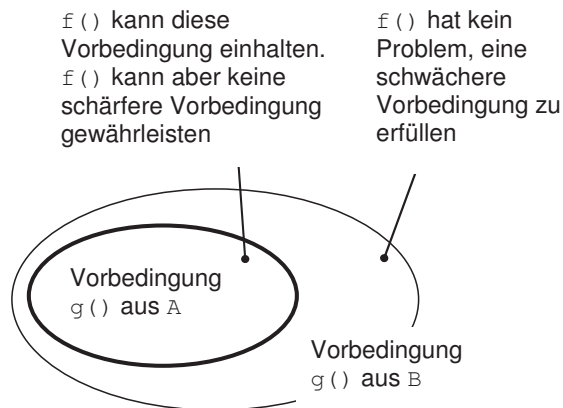 f() kann diese
Vorbedingung einhalten.
f() kann aber keine
schärfere Vorbedingung
gewährleisten
f() hat kein
Problem, eine
schwächere
Vorbedingung zu
erfüllen
Vorbedingung
g() aus A
Vorbedingung
g() aus B